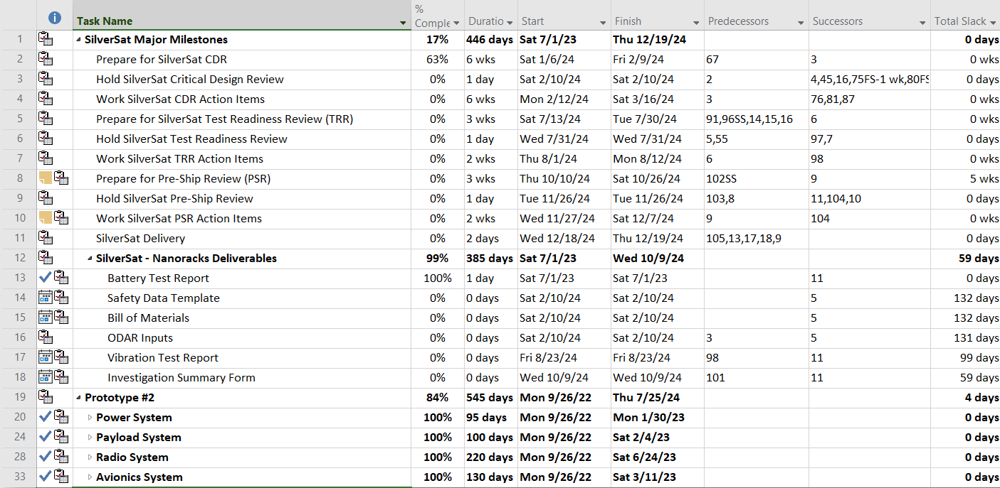 %
Task Name Comple Duratio Start Finish Predecessors Successors Total Slack
1 SilverSat Major Milestones 17% 446 days Sat 7/1/23 Thu 12/19/24 0 days
2 Prepare for SilverSat CDR 63% 6 wks Sat 1/6/24 Fri 2/9/24 67 3 0 wks
3 Hold SilverSat Critical Design Review 0% 1 day Sat 2/10/24 Sat 2/10/24 2 4,45,16,75FS-1 wk,80FS 0 days
4 Work SilverSat CDR Action Items 0% 6 wks Mon 2/12/24 Sat 3/16/24 3 76,81,87 0 wks
5 Prepare for SilverSat Test Readiness Review (TRR) 0% 3 wks Sat 7/13/24 Tue 7/30/24 91,96SS,14,15,16 6 0 wks
6 Hold SilverSat Test Readiness Review 0% 1 day Wed 7/31/24 Wed 7/31/24 5,55 97,7 0 days
7 Work SilverSat TRR Action Items 0% 2 wks Thu 8/1/24 Mon 8/12/24 6 98 0 wks
8 Prepare for Pre-Ship Review (PSR) 0% 3 wks Thu 10/10/24 Sat 10/26/24 102SS 9 5 wks
9 Hold SilverSat Pre-Ship Review 0% 1 day Tue 11/26/24 Tue 11/26/24 103,8 11,104,10 0 days
10 Work SilverSat PSR Action Items 0% 2 wks Wed 11/27/24 Sat 12/7/24 9 104 0 wks
11 SilverSat Delivery 0% 2 days Wed 12/18/24 Thu 12/19/24 105,13,17,18,9 0 days
12 SilverSat - Nanoracks Deliverables 99% 385 days Sat 7/1/23 Wed 10/9/24 59 days
13 Battery Test Report 100% 1 day Sat 7/1/23 Sat 7/1/23 11 0 days
14 Safety Data Template 0% 0 days Sat 2/10/24 Sat 2/10/24 5 132 days
15 Bill of Materials 0% 0 days Sat 2/10/24 Sat 2/10/24 5 132 days
16 ODAR Inputs 0% 0 days Sat 2/10/24 Sat 2/10/24 3 5 131 days
17 Vibration Test Report 0% 0 days Fri 8/23/24 Fri 8/23/24 98 11 99 days
18 Investigation Summary Form 0% 0 days Wed 10/9/24 Wed 10/9/24 101 11 59 days
19 Prototype #2 84% 545 days Mon 9/26/22 Thu 7/25/24 4 days
20 Power System 100% 95 days Mon 9/26/22 Mon 1/30/23 0 days
24 Payload System 100% 100 days Mon 9/26/22 Sat 2/4/23 0 days
28 Radio System 100% 220 days Mon 9/26/22 Sat 6/24/23 0 days
33 Avionics System 100% 130 days Mon 9/26/22 Sat 3/11/23 0 days